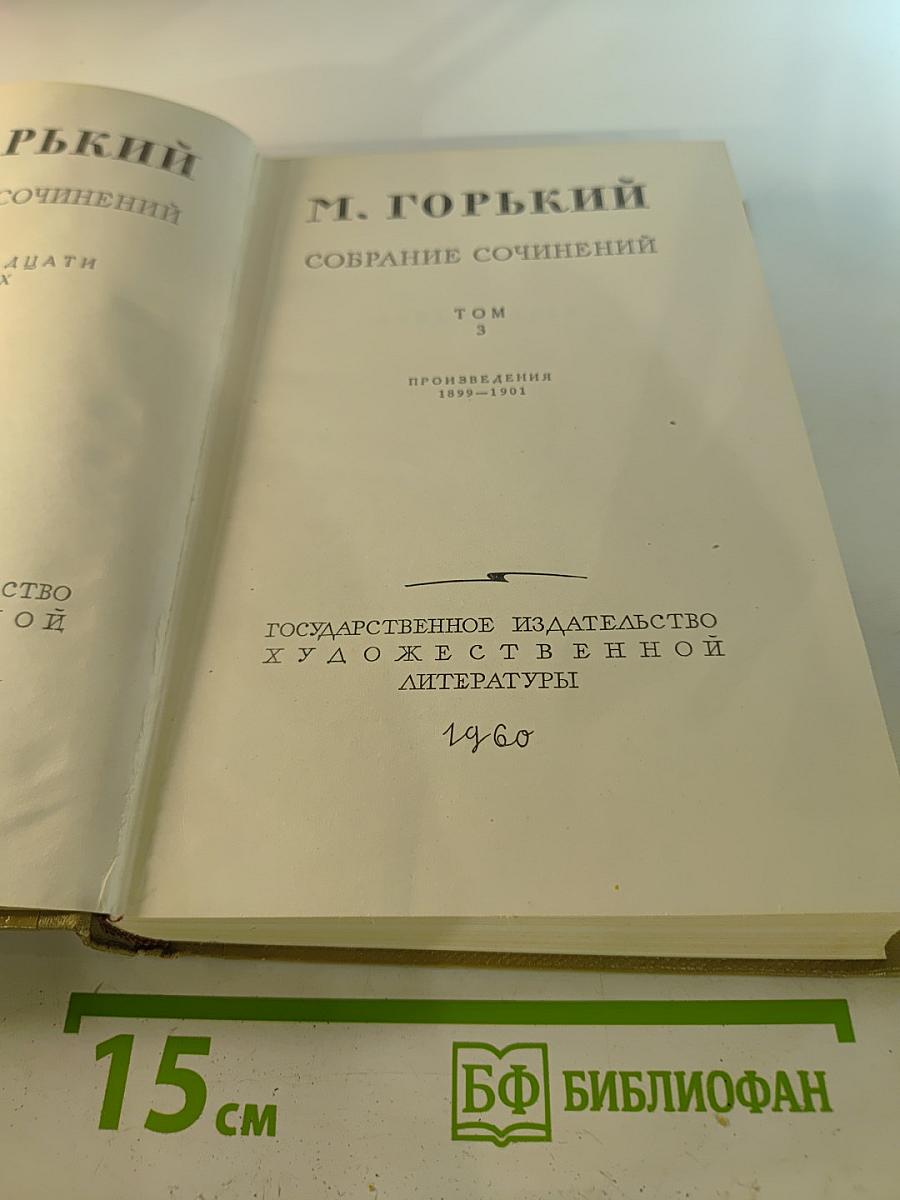 РЬКИЙ
СОЧИНЕНИЙ
ДЦАТИ
Х
СТВО
ОЙ
М. ГОРЬКИЙ
СОБРАНИЕ СОЧИНЕНИЙ
ТОМ
3
ПРОИЗВЕДЕНИЯ
1899—1901
ГОСУДАРСТВЕННОЕ ИЗДАТЕЛЬСТВО
ХУДОЖЕСТВЕННОЙ
ЛИТЕРАТУРЫ
1960
15 СМ
БФ БИБЛИОФАН